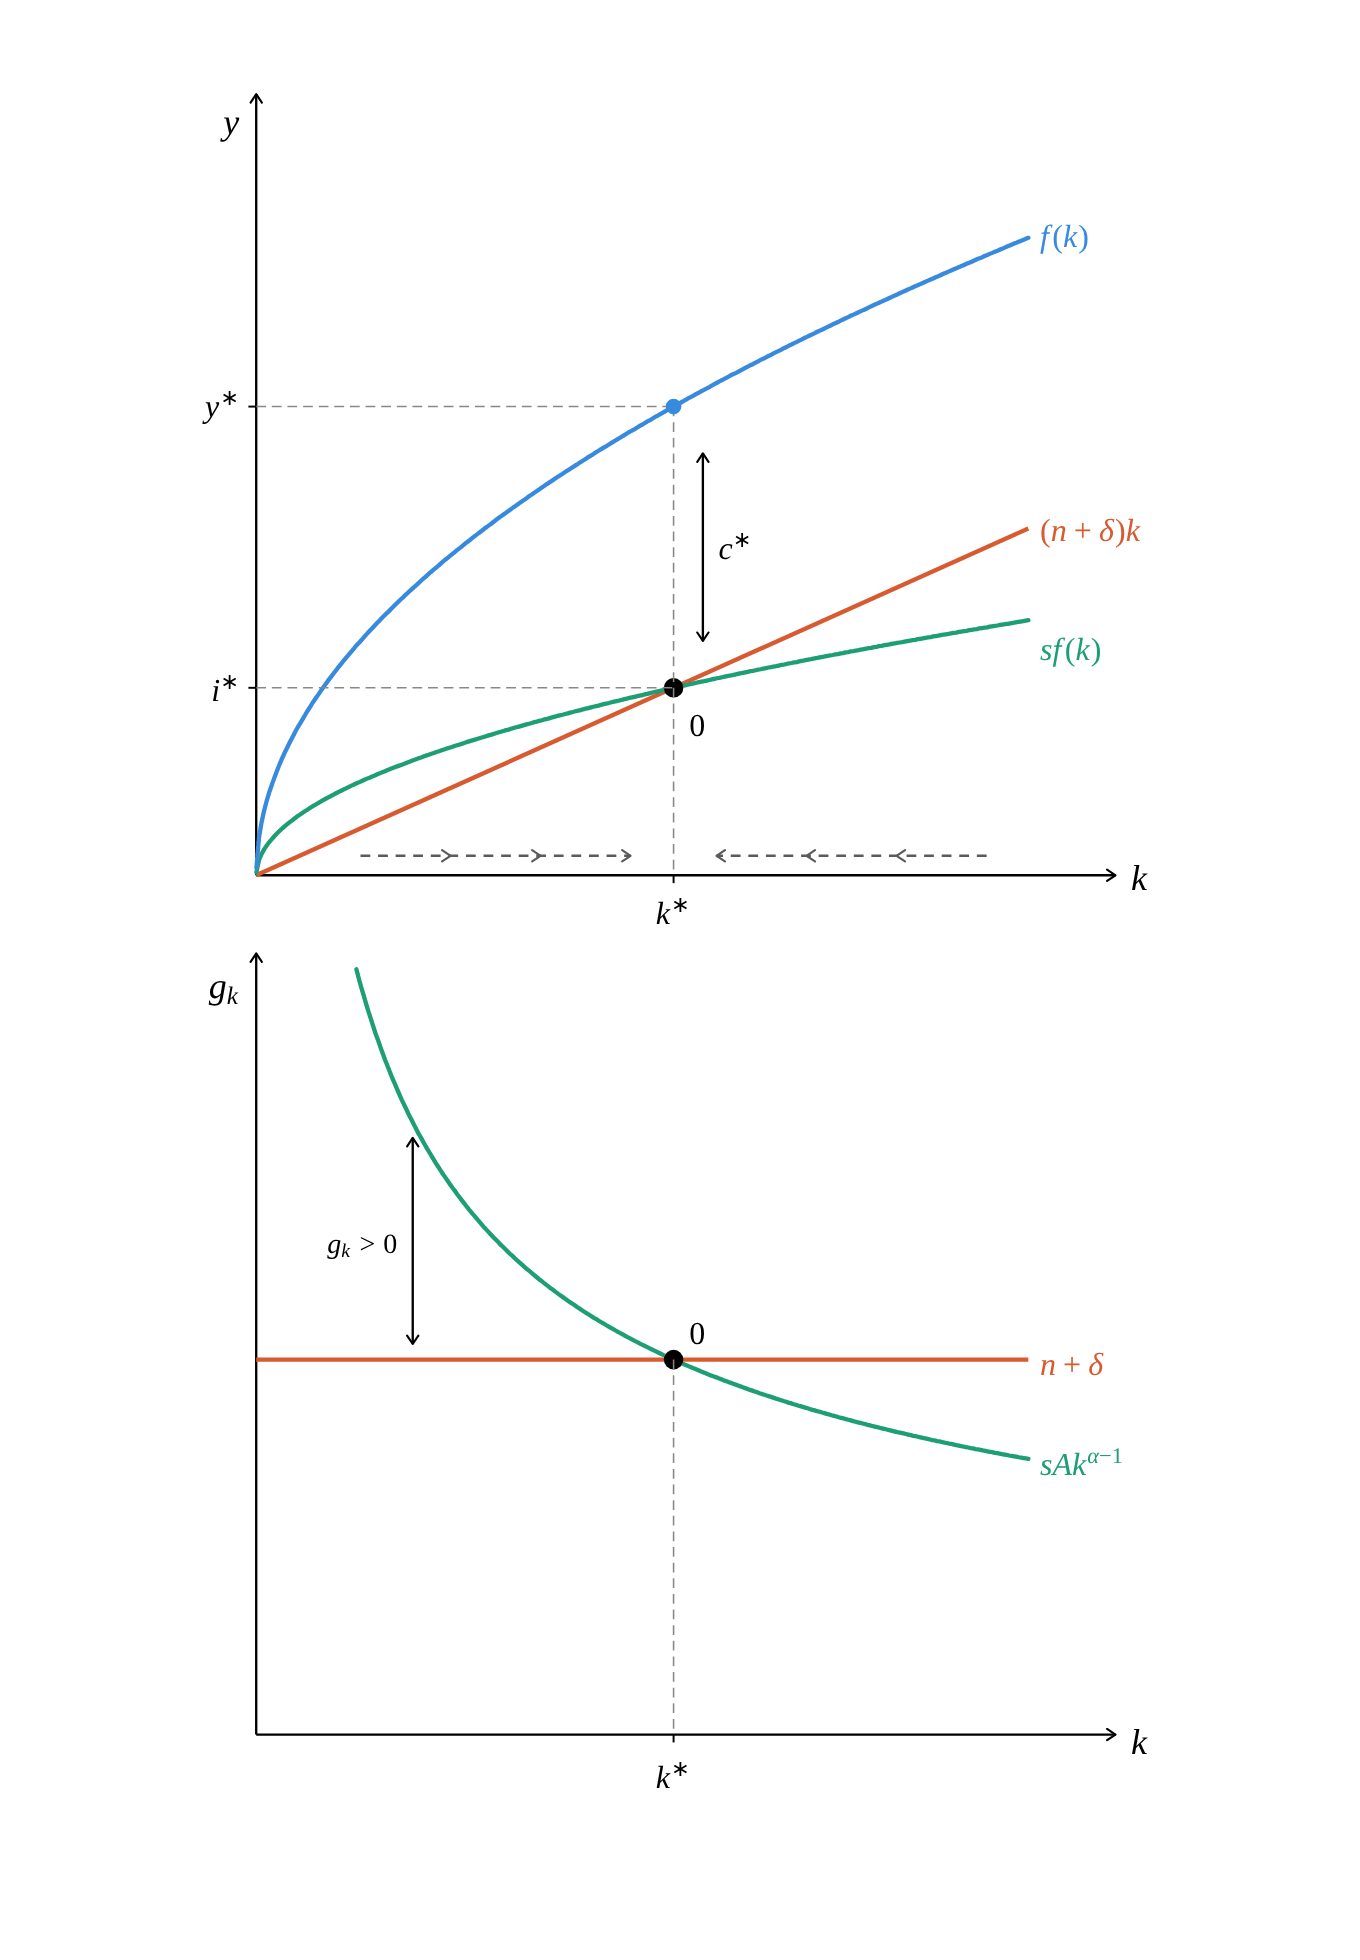 y
f(k)
y*
(n + δ)k
c*
sf(k)
i*
0
k
k*
g_k
g_k > 0
0
n + δ
sAk^{α−1}
k
k*